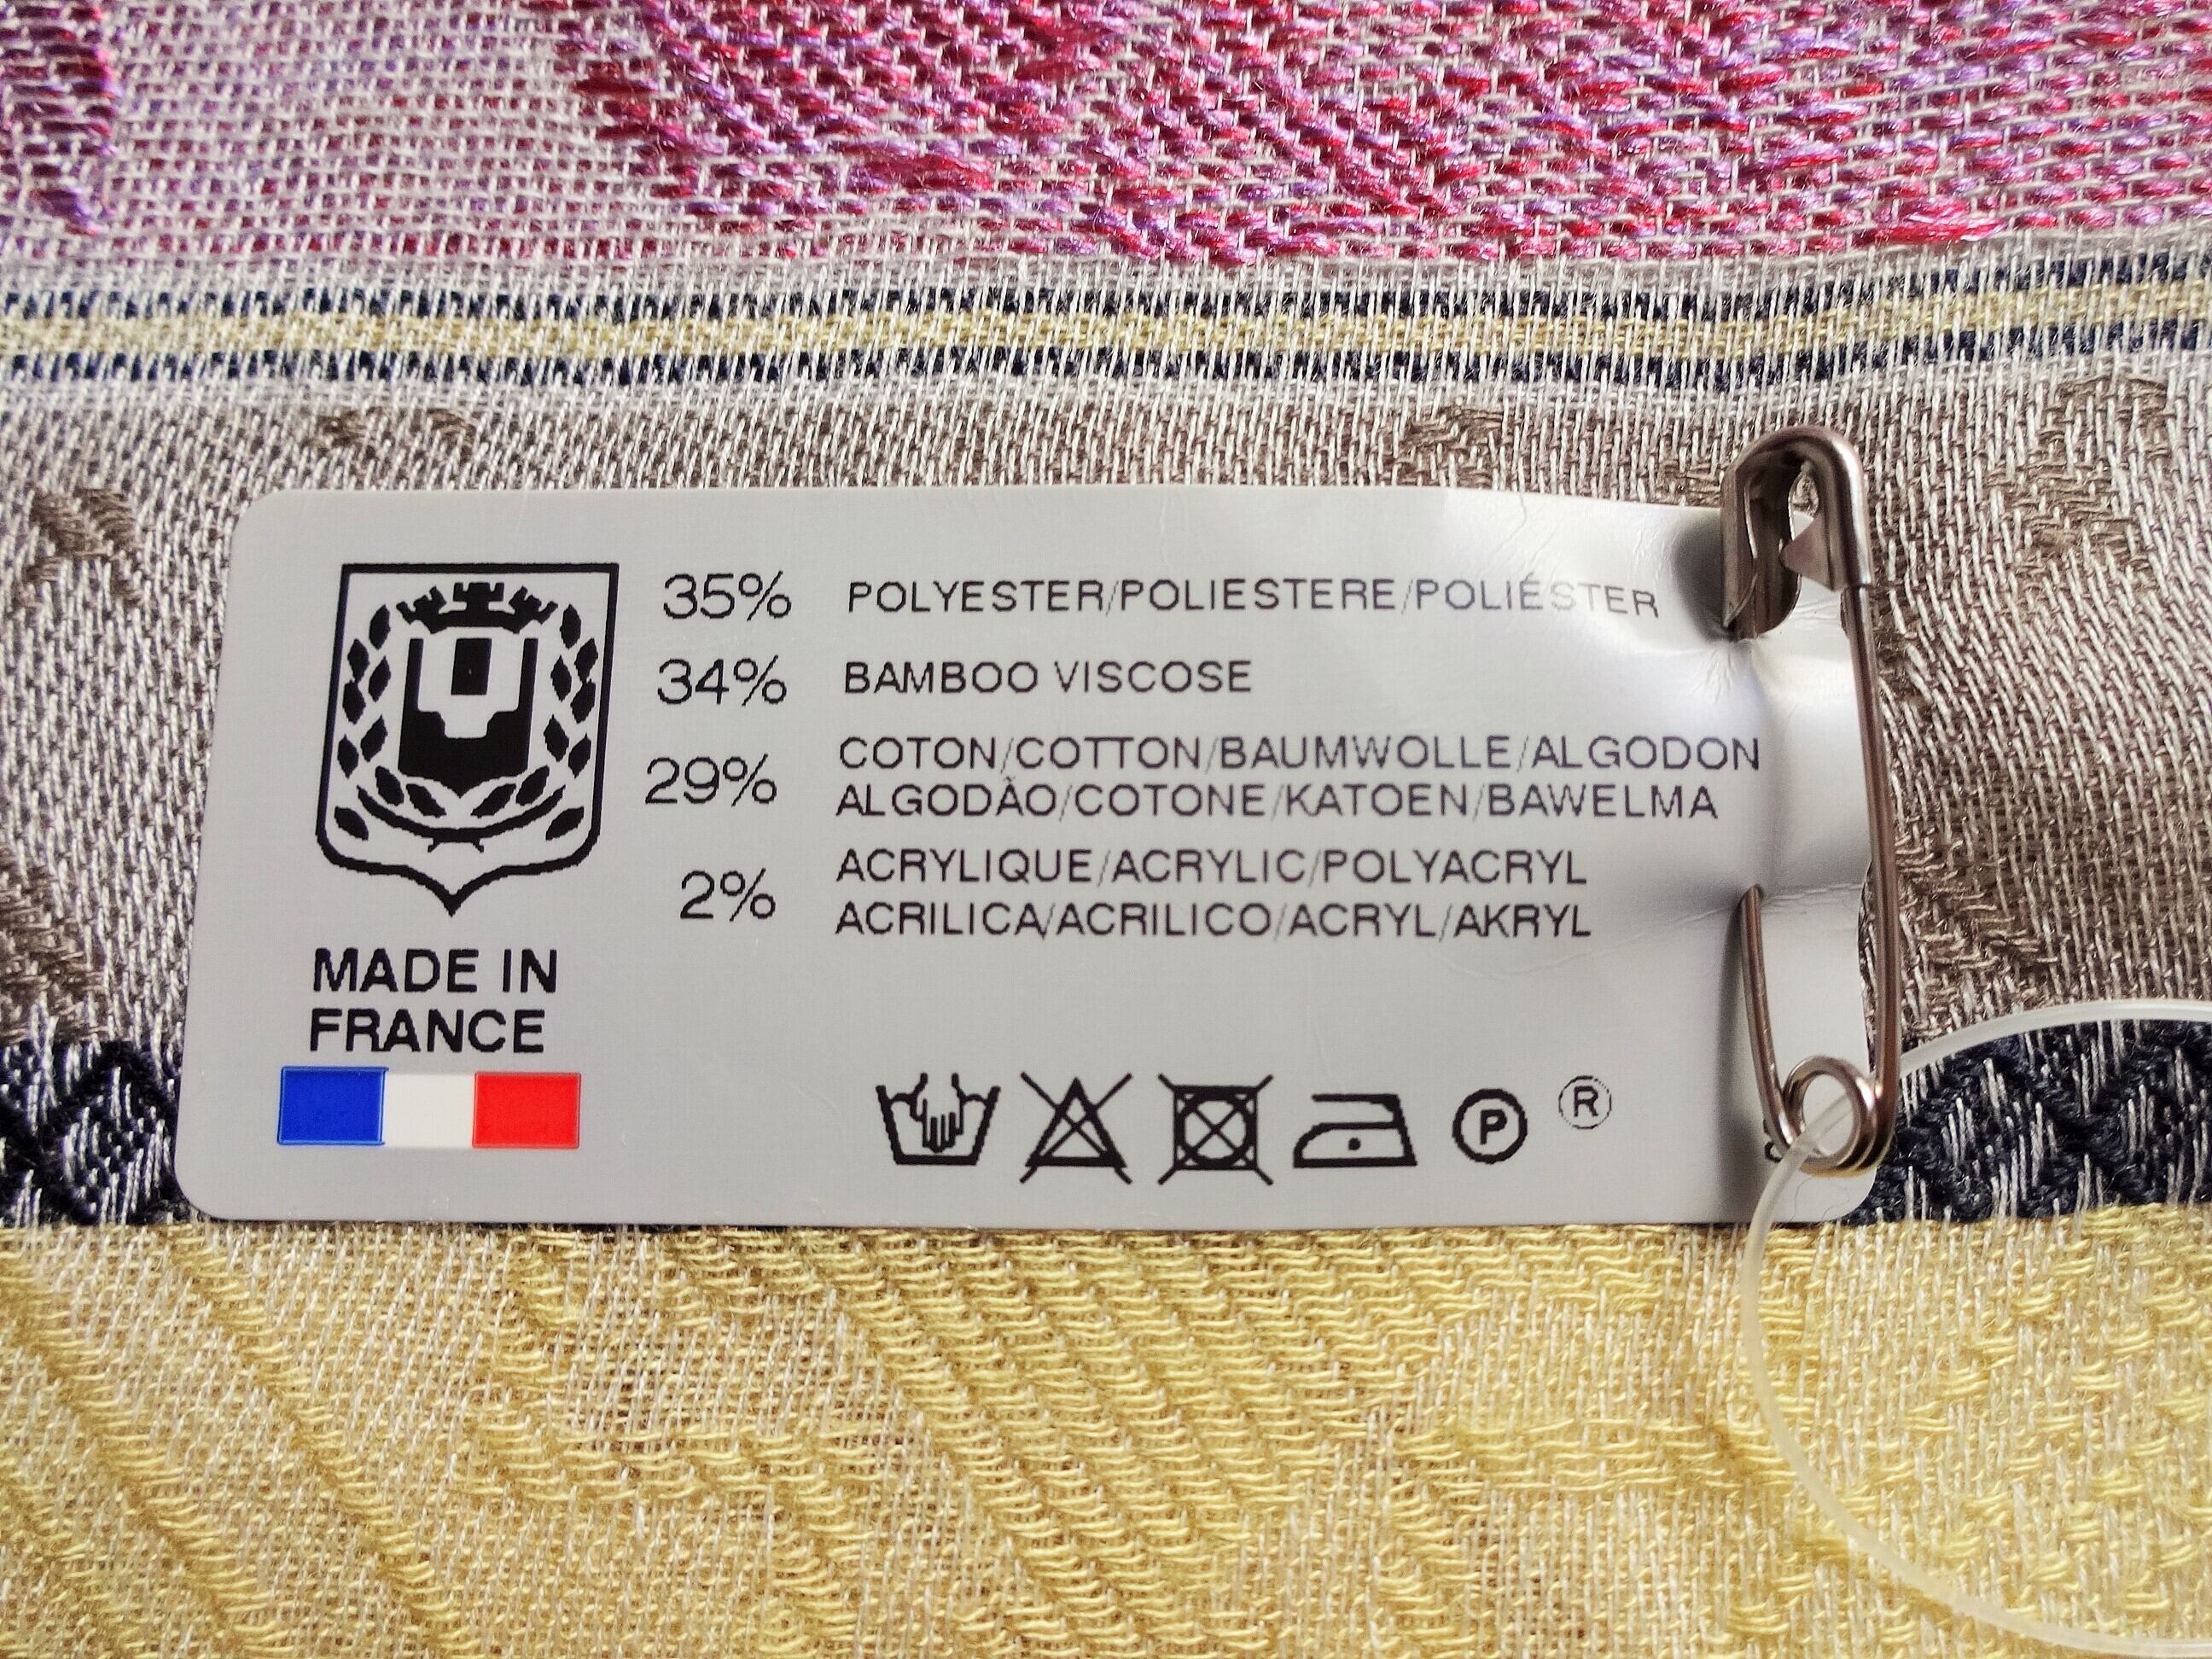 35% POLYESTER/POLIESTERE/POLIÉSTER
34% BAMBOO VISCOSE
29% COTON/COTTON/BAUMWOLLE/ALGODON
ALGODÃO/COTONE/KATOEN/BAWELMA
2% ACRYLIQUE/ACRYLIC/POLYACRYL
ACRILICA/ACRILICO/ACRYL/AKRYL
MADE IN
FRANCE
P ®